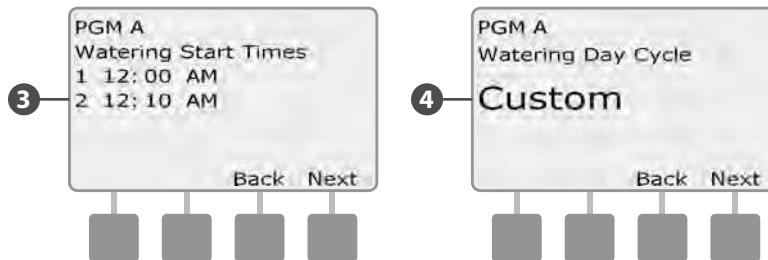 PGM A
Watering Start Times
1 12:00 AM
2 12:10 AM
3
Back Next
PGM A
Watering Day Cycle
4
Custom
Back Next